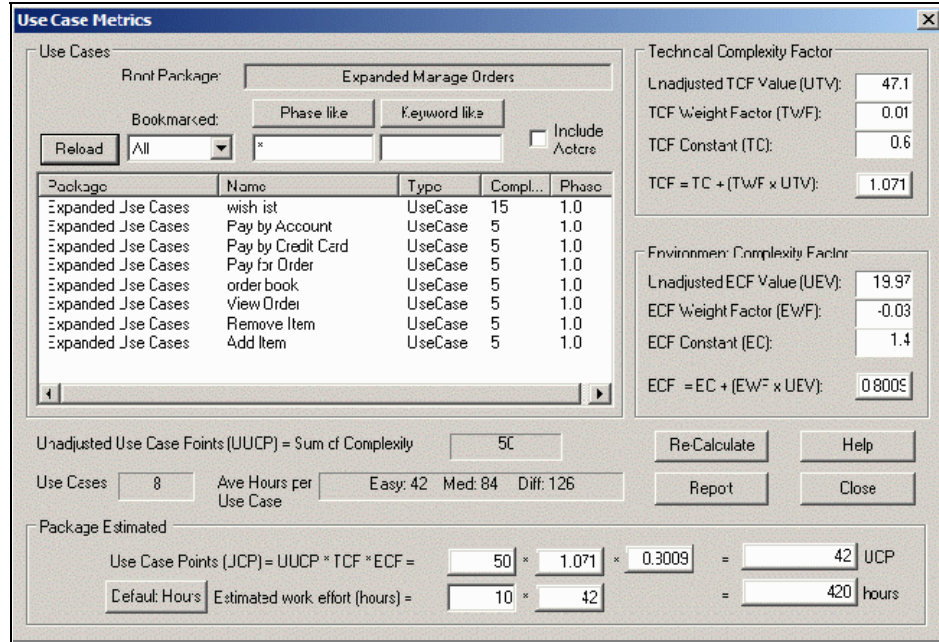 Use Case Metrics
Use Cases
Root Package: Expanded Manage Orders
Bookmarked: Phase like Keyword like
Reload All * Include Actors
Package Name Type Compl... Phase
Expanded Use Cases wish list UseCase 15 1.0
Expanded Use Cases Pay by Account UseCase 5 1.0
Expanded Use Cases Pay by Credit Card UseCase 5 1.0
Expanded Use Cases Pay for Order UseCase 5 1.0
Expanded Use Cases order book UseCase 5 1.0
Expanded Use Cases View Order UseCase 5 1.0
Expanded Use Cases Remove Item UseCase 5 1.0
Expanded Use Cases Add Item UseCase 5 1.0
Technical Complexity Factor
Unadjusted TCF Value (UTV): 47.1
TCF Weight Factor (TWF): 0.01
TCF Constant (TC): 0.6
TCF = TC + (TWF x UTV): 1.071
Environment Complexity Factor
Unadjusted ECF Value (UEV): 19.97
ECF Weight Factor (EWF): -0.03
ECF Constant (EC): 1.4
ECF = EC + (EWF x UEV): 0.8009
Unadjusted Use Case Points (UUCP) = Sum of Complexity 50
Re-Calculate Help
Use Cases 8 Ave Hours per Use Case Easy: 42 Med: 84 Diff: 126
Report Close
Package Estimated
Use Case Points (UCP) = UUCP * TCF * ECF = 50 * 1.071 * 0.8009 = 42 UCP
Default Hours Estimated work effort (hours) = 10 * 42 = 420 hours